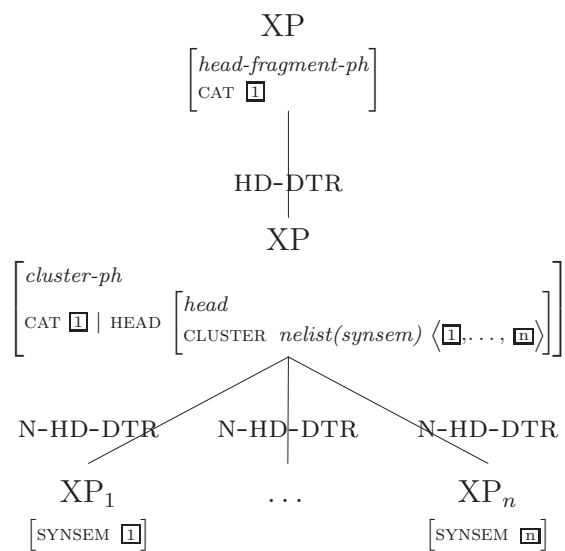 XP
[head-fragment-ph
CAT 1]
HD-DTR
XP
[cluster-ph
CAT 1 | HEAD [head
CLUSTER nelist(synsem) ⟨1,..., n⟩]]
N-HD-DTR N-HD-DTR N-HD-DTR
XP₁ ... XPₙ
[SYNSEM 1] [SYNSEM n]